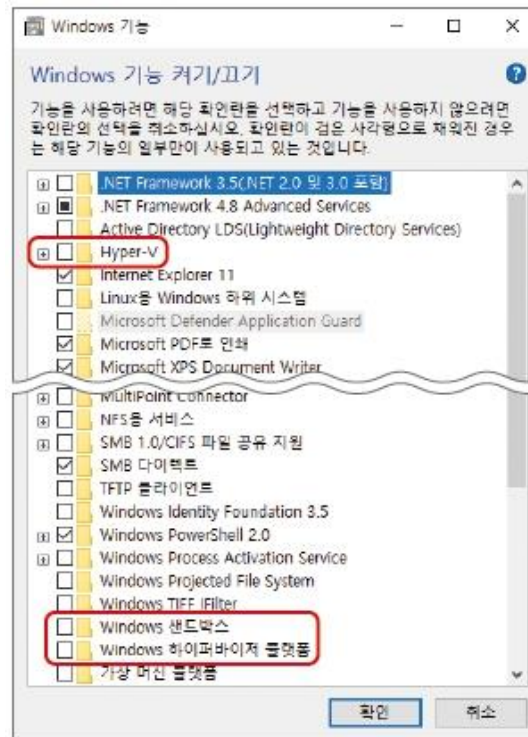 Windows 기능
Windows 기능 켜기/끄기
기능을 사용하려면 해당 확인란을 선택하고 기능을 사용하지 않으려면
확인란의 선택을 취소하십시오. 확인란이 검은 사각형으로 채워진 경우
는 해당 기능의 일부만이 사용되고 있는 것입니다.
.NET Framework 3.5(.NET 2.0 및 3.0 포함)
.NET Framework 4.8 Advanced Services
Active Directory LDS(Lightweight Directory Services)
Hyper-V
Internet Explorer 11
Linux용 Windows 하위 시스템
Microsoft Defender Application Guard
Microsoft PDF로 인쇄
Microsoft XPS Document Writer
MultiPoint Connector
NFS용 서비스
SMB 1.0/CIFS 파일 공유 지원
SMB 다이렉트
TFTP 클라이언트
Windows Identity Foundation 3.5
Windows PowerShell 2.0
Windows Process Activation Service
Windows Projected File System
Windows TIFF IFilter
Windows 샌드박스
Windows 하이퍼바이저 플랫폼
가상 머신 플랫폼
확인 취소